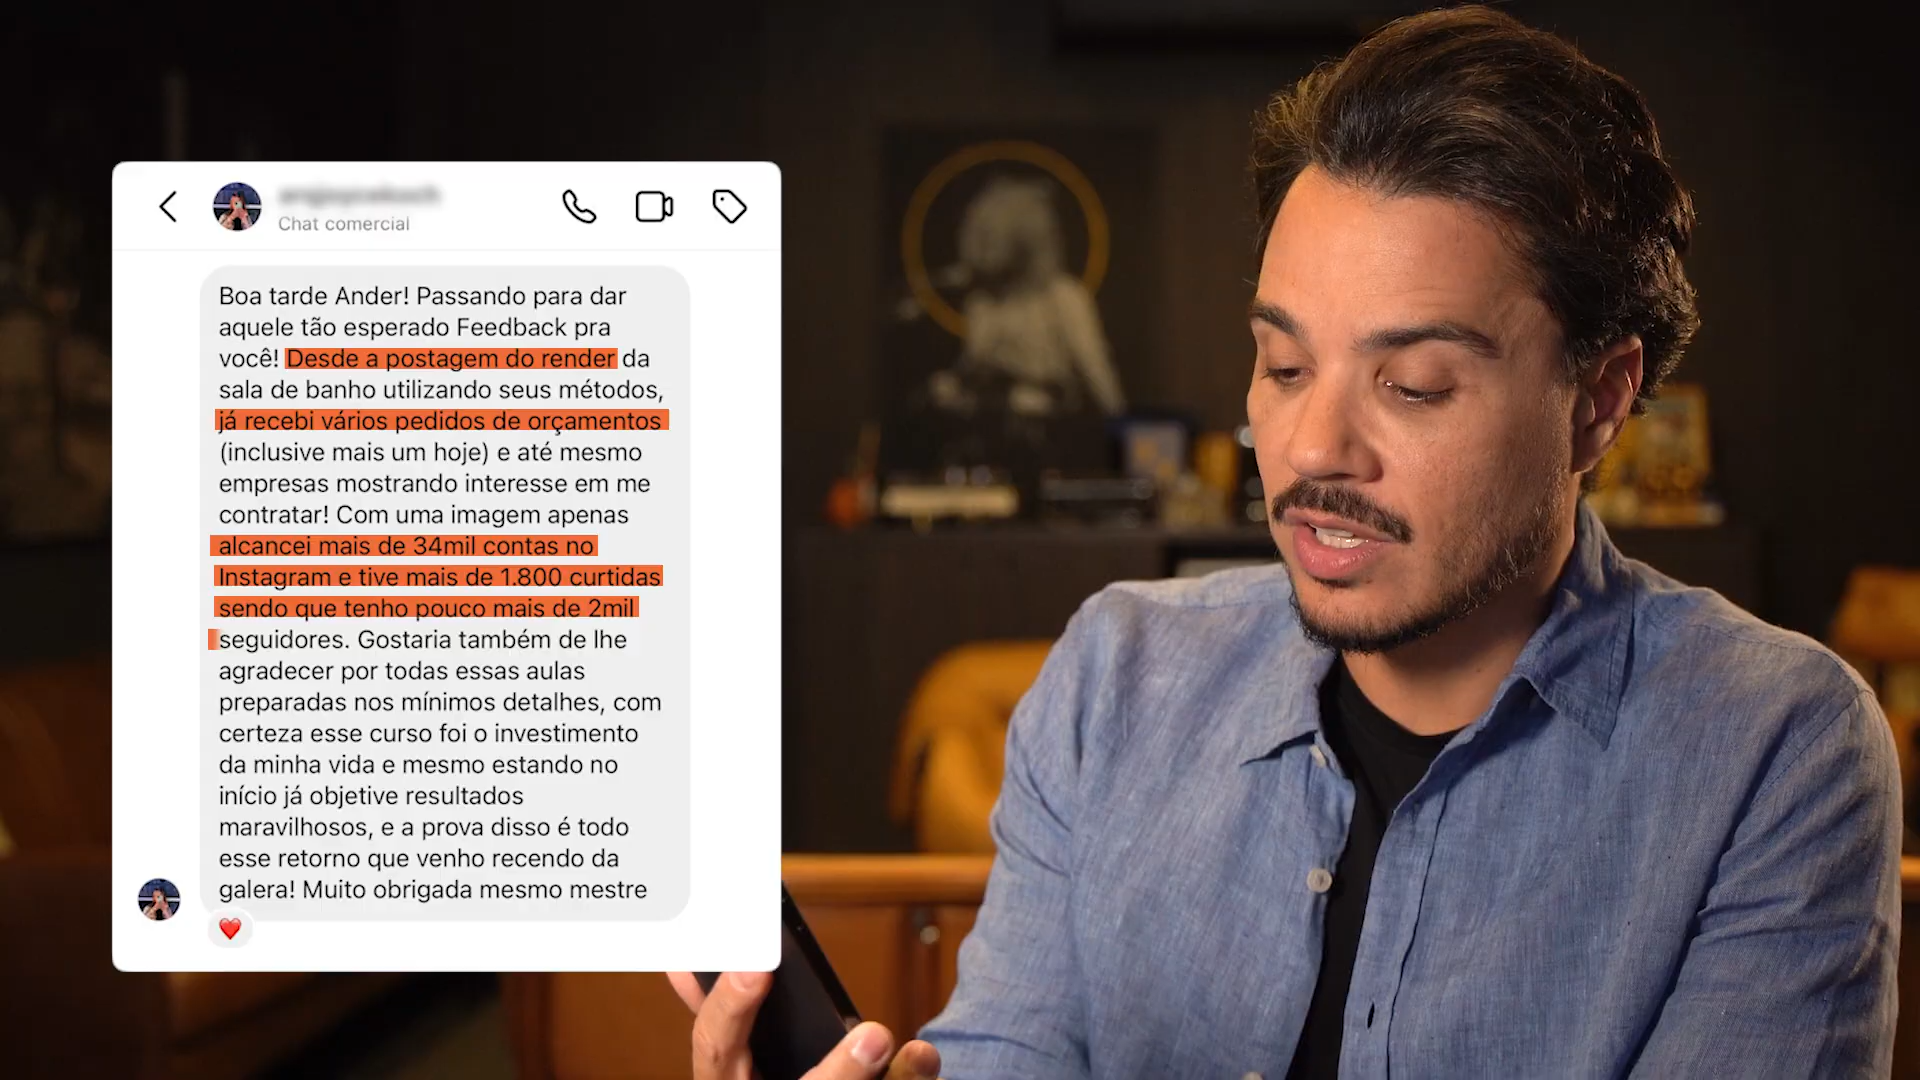 Chat comercial
Boa tarde Ander! Passando para dar
aquele tão esperado Feedback pra
você! Desde a postagem do render da
sala de banho utilizando seus métodos,
já recebi vários pedidos de orçamentos
(inclusive mais um hoje) e até mesmo
empresas mostrando interesse em me
contratar! Com uma imagem apenas
alcancei mais de 34mil contas no
Instagram e tive mais de 1.800 curtidas
sendo que tenho pouco mais de 2mil
seguidores. Gostaria também de lhe
agradecer por todas essas aulas
preparadas nos mínimos detalhes, com
certeza esse curso foi o investimento
da minha vida e mesmo estando no
início já objetive resultados
maravilhosos, e a prova disso é todo
esse retorno que venho recendo da
galera! Muito obrigada mesmo mestre